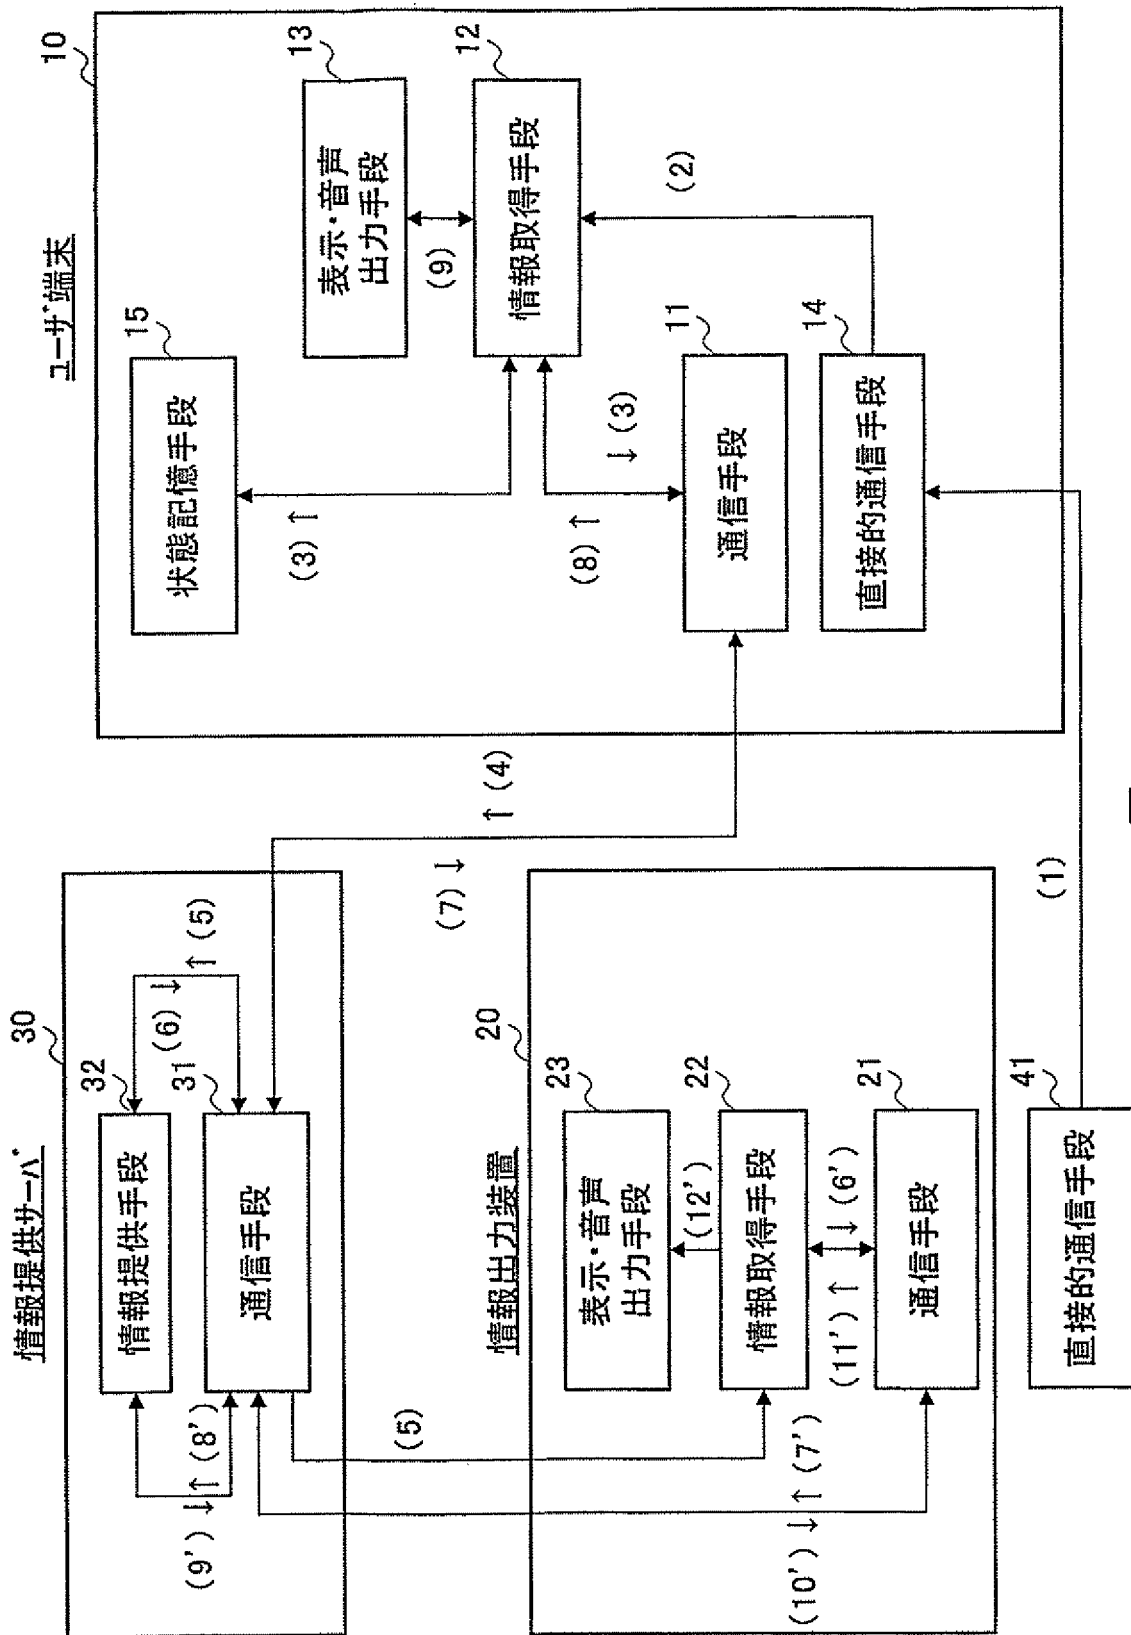 ユーザ端末
10
状態記憶手段
15
表示・音声
出力手段
13
情報取得手段
12
通信手段
11
直接的通信手段
14
(9)
(2)
(3) ↑
(8) ↑
↓ (3)
↑ (4)
(7) ↓
(1)
情報提供サーバ
30
情報提供手段
32
通信手段
31
(6) ↓
↑ (5)
(9') ↓ ↑ (8')
(5)
情報出力装置
20
表示・音声
出力手段
23
情報取得手段
22
通信手段
21
(12')
(11') ↑
↓ (6')
(10') ↓ ↑ (7')
直接的通信手段
41